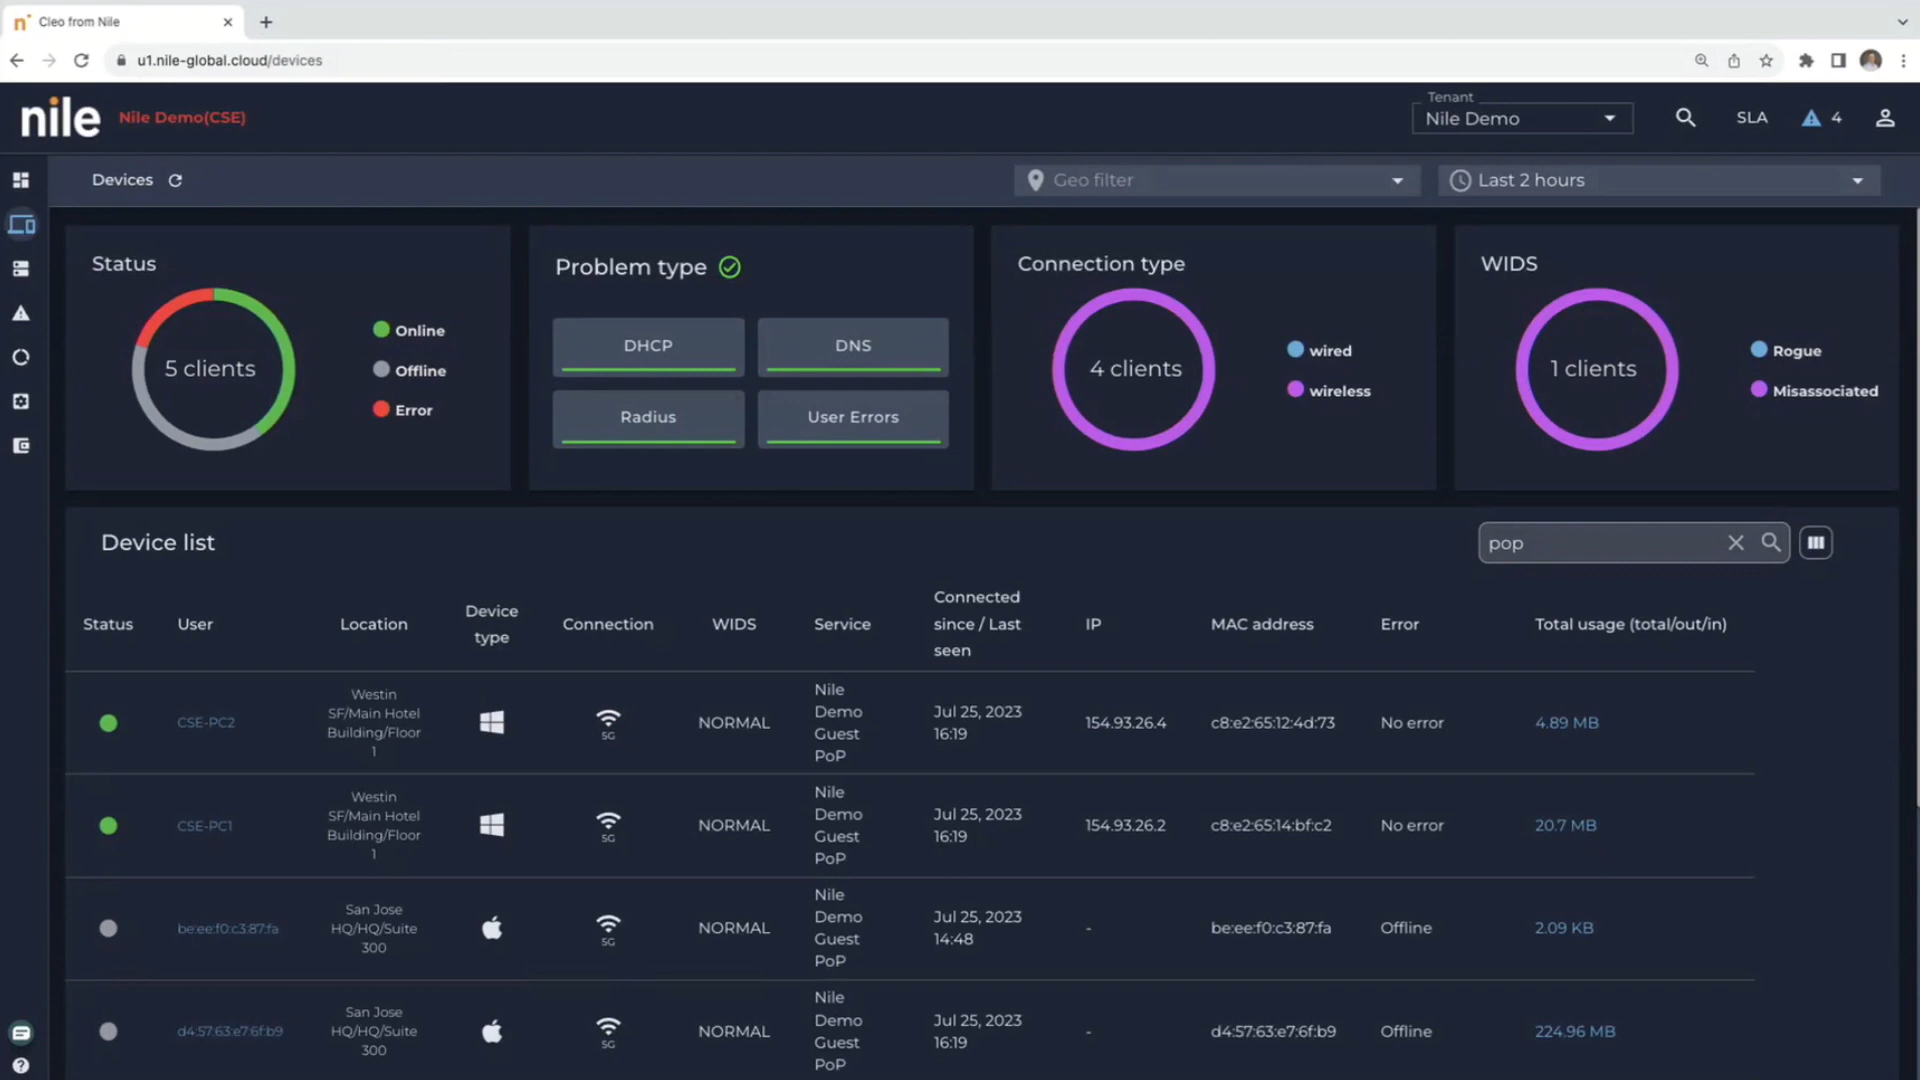 Cleo from Nile
u1.nile-global.cloud/devices
nile
Nile Demo(CSE)
Tenant
Nile Demo
SLA
4
Devices
Geo filter
Last 2 hours
Status
5 clients
Online
Offline
Error
Problem type
DHCP
DNS
Radius
User Errors
Connection type
4 clients
wired
wireless
WIDS
1 clients
Rogue
Misassociated
Device list
pop
Status
User
Location
Device
type
Connection
WIDS
Service
Connected
since / Last
seen
IP
MAC address
Error
Total usage (total/out/in)
CSE-PC2
Westin
SF/Main Hotel
Building/Floor
1
5G
NORMAL
Nile
Demo
Guest
PoP
Jul 25, 2023
16:19
154.93.26.4
c8:e2:65:12:4d:73
No error
4.89 MB
CSE-PC1
Westin
SF/Main Hotel
Building/Floor
1
5G
NORMAL
Nile
Demo
Guest
PoP
Jul 25, 2023
16:19
154.93.26.2
c8:e2:65:14:bf:c2
No error
20.7 MB
be:ee:f0:c3:87:fa
San Jose
HQ/HQ/Suite
300
5G
NORMAL
Nile
Demo
Guest
PoP
Jul 25, 2023
14:48
-
be:ee:f0:c3:87:fa
Offline
2.09 KB
d4:57:63:e7:6f:b9
San Jose
HQ/HQ/Suite
300
5G
NORMAL
Nile
Demo
Guest
PoP
Jul 25, 2023
16:19
-
d4:57:63:e7:6f:b9
Offline
224.96 MB